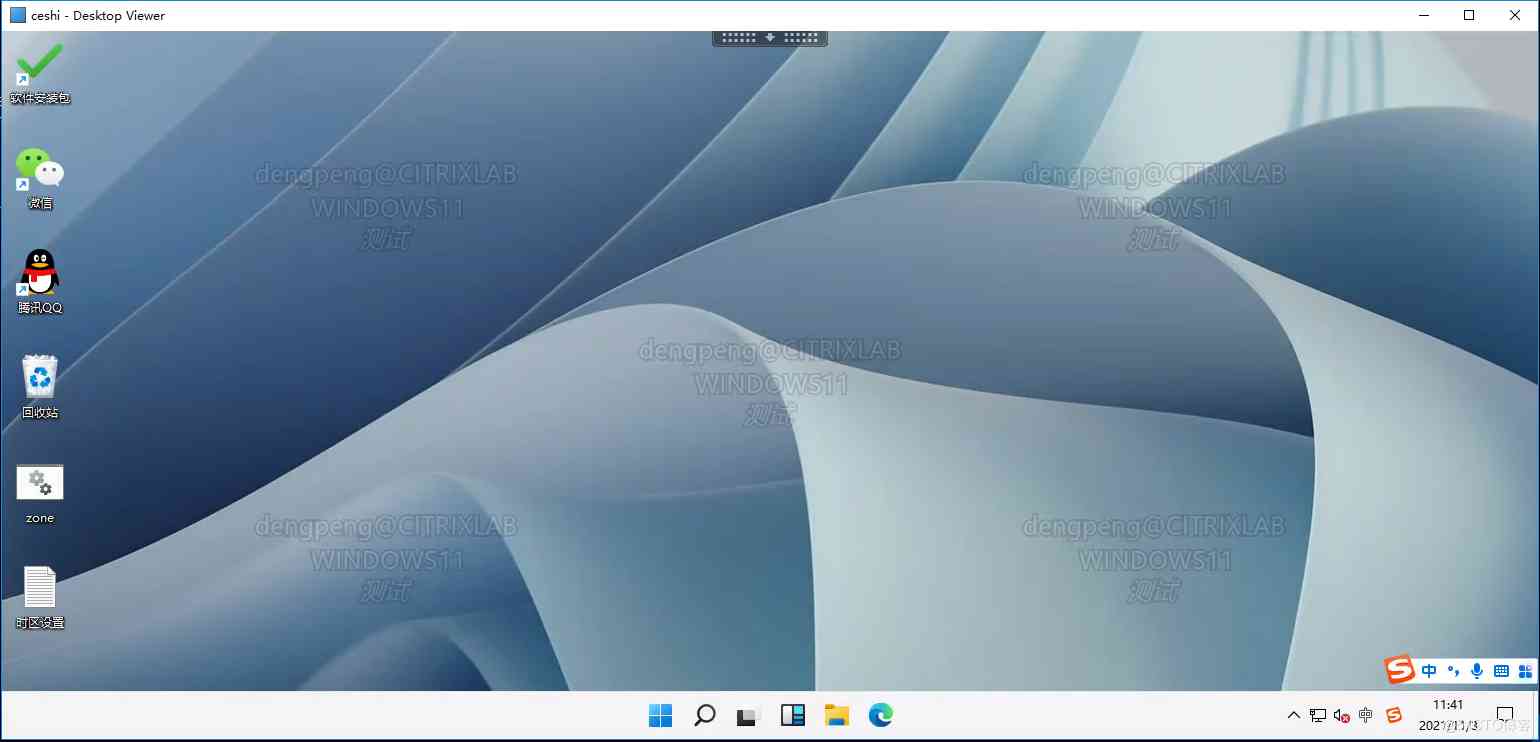 ceshi - Desktop Viewer
软件安装包
微信
腾讯QQ
回收站
zone
时区设置
dengpeng@CITRIXLAB
WINDOWS11
测试
dengpeng@CITRIXLAB
WINDOWS11
测试
dengpeng@CITRIXLAB
WINDOWS11
测试
dengpeng@CITRIXLAB
WINDOWS11
测试
dengpeng@CITRIXLAB
WINDOWS11
测试
中
中
11:41
2021/11/3